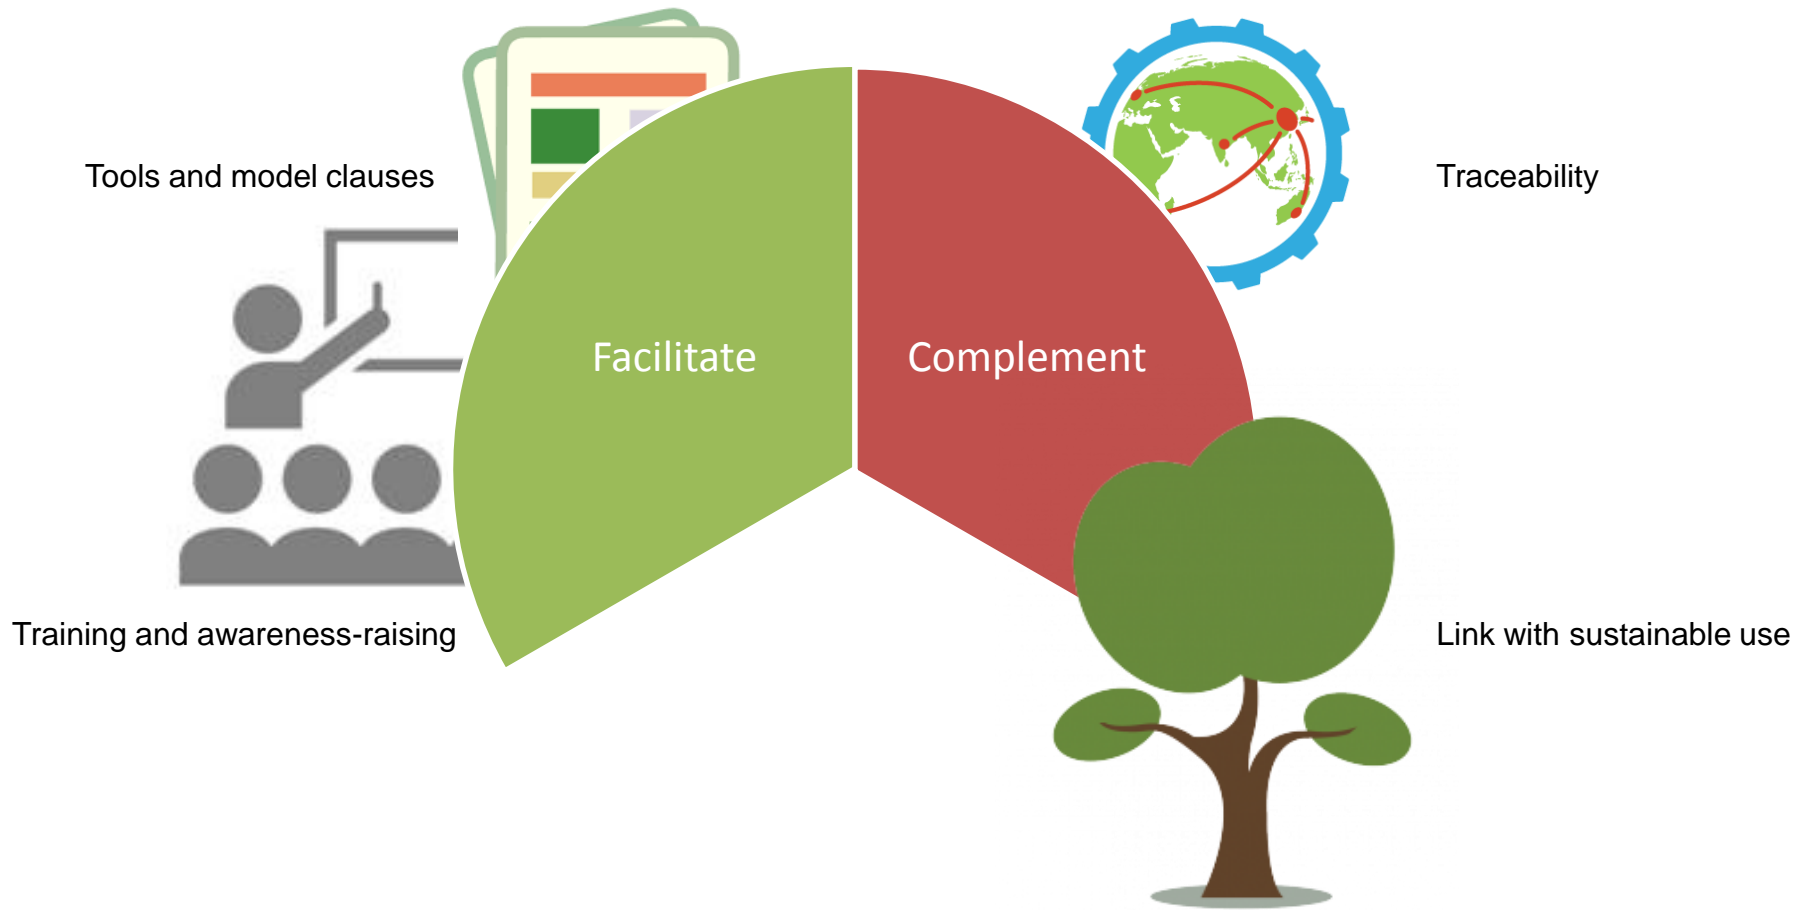 Tools and model clauses
Traceability
Facilitate
Complement
Training and awareness-raising
Link with sustainable use